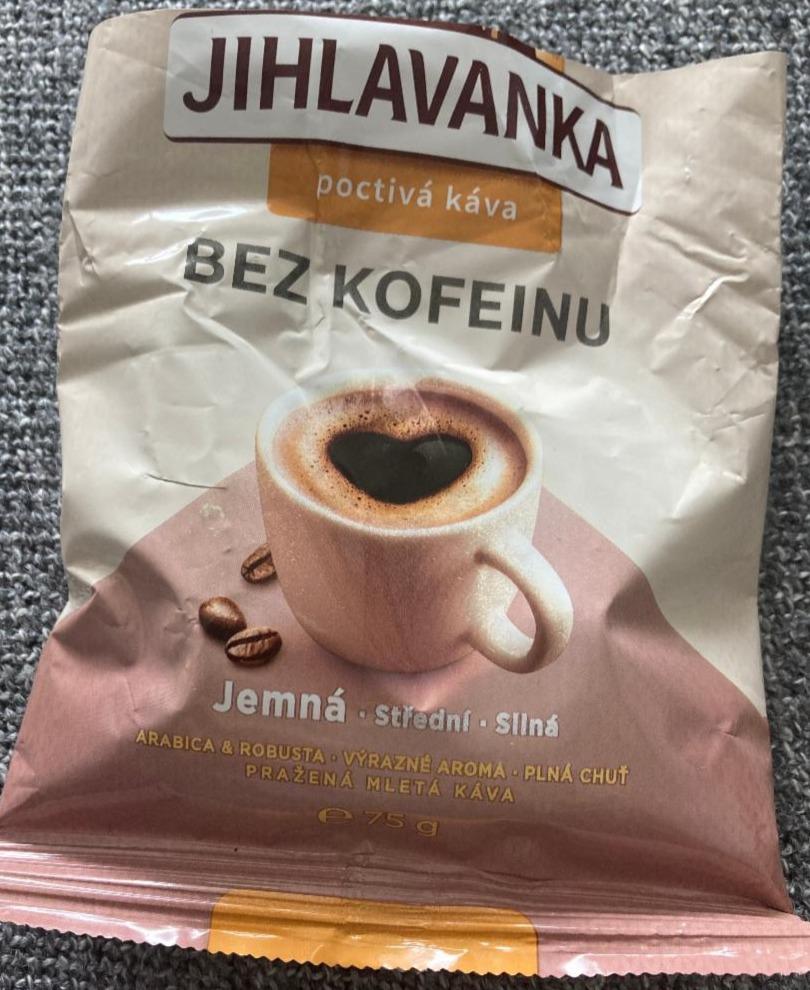 JIHLAVANKA
poctivá káva
BEZ KOFEINU
Jemná · Střední · Silná
ARABICA & ROBUSTA · VÝRAZNÉ AROMA · PLNÁ CHUŤ
PRAŽENÁ MLETÁ KÁVA
℮ 75 g